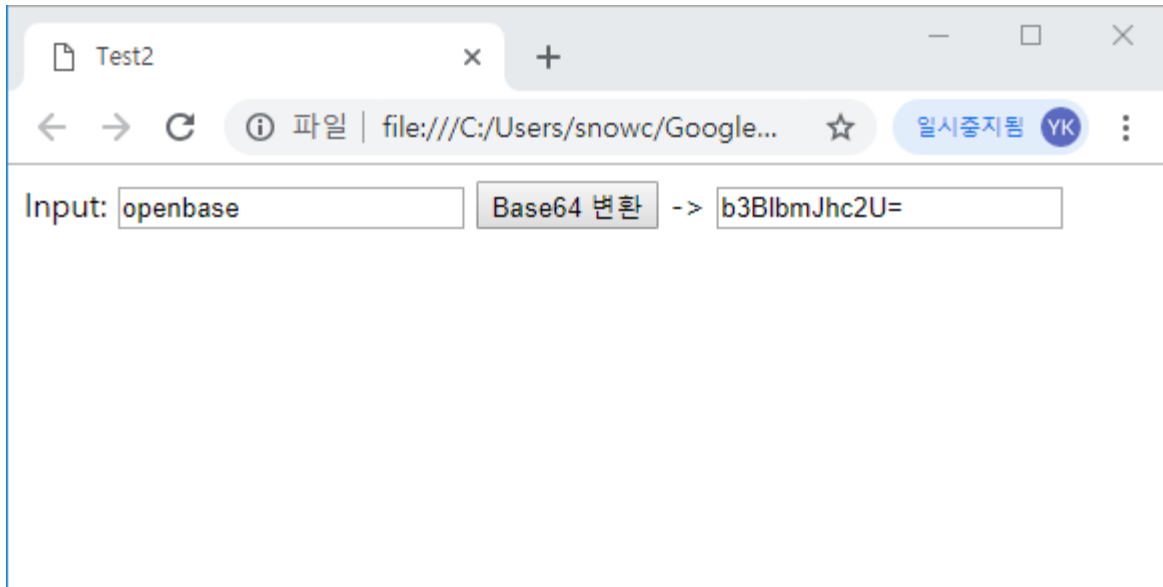 Test2
파일 file:///C:/Users/snowc/Google... 일시중지됨 YK
Input: openbase Base64 변환 -> b3BlbmJhc2U=